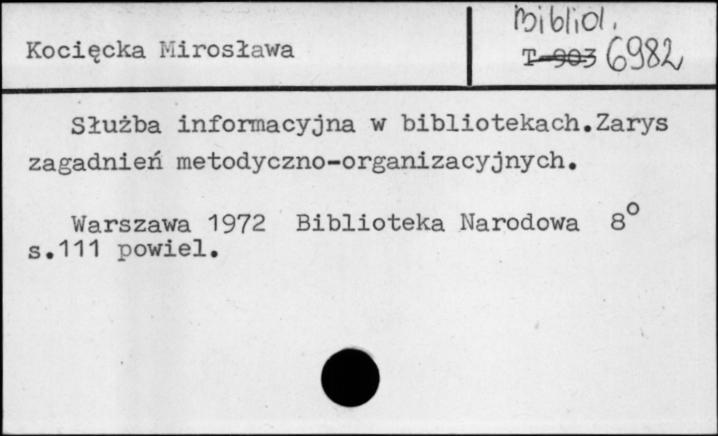 Bibliol.
Kocięcka Mirosława
T-903 6982
Służba informacyjna w bibliotekach.Zarys
zagadnień metodyczno-organizacyjnych.
Warszawa 1972 Biblioteka Narodowa 8°
s.111 powiel.